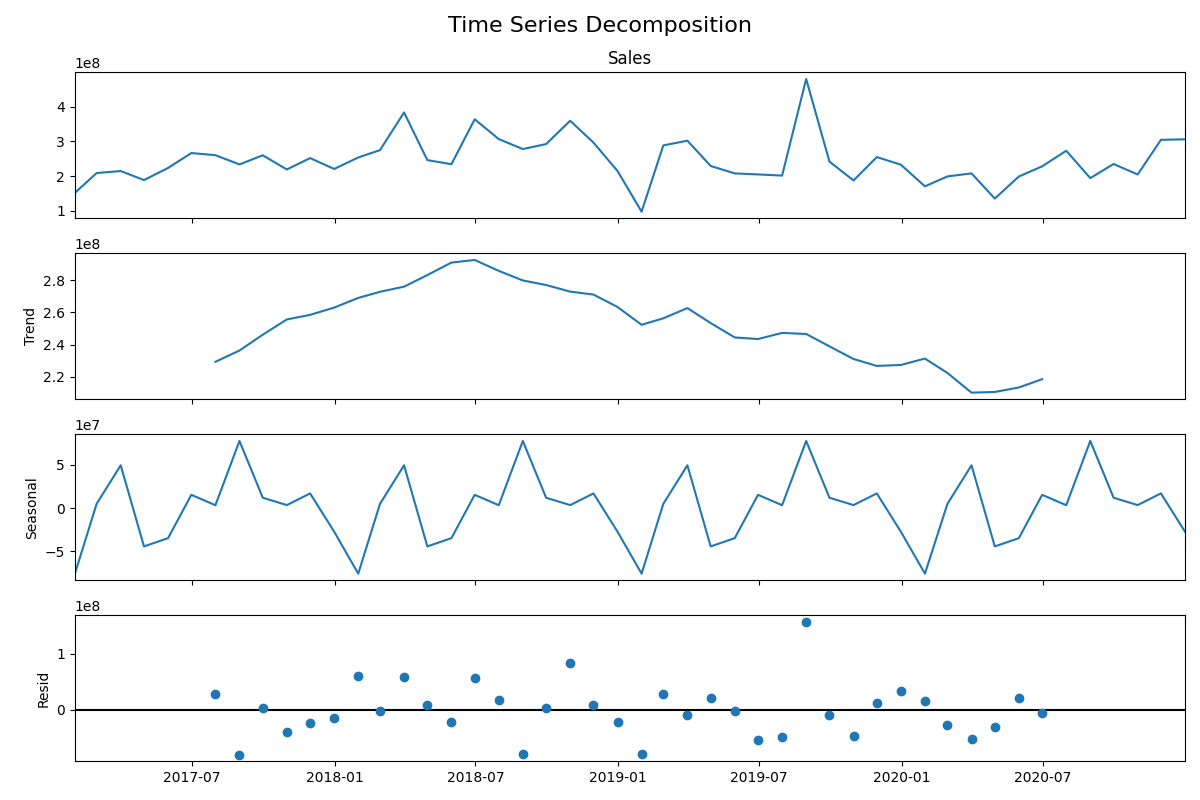 Time Series Decomposition
Sales
1e8
4
3
2
1
1e8
2.8
2.6
2.4
2.2
Trend
1e7
5
0
−5
Seasonal
1e8
1
0
Resid
2017-07 2018-01 2018-07 2019-01 2019-07 2020-01 2020-07